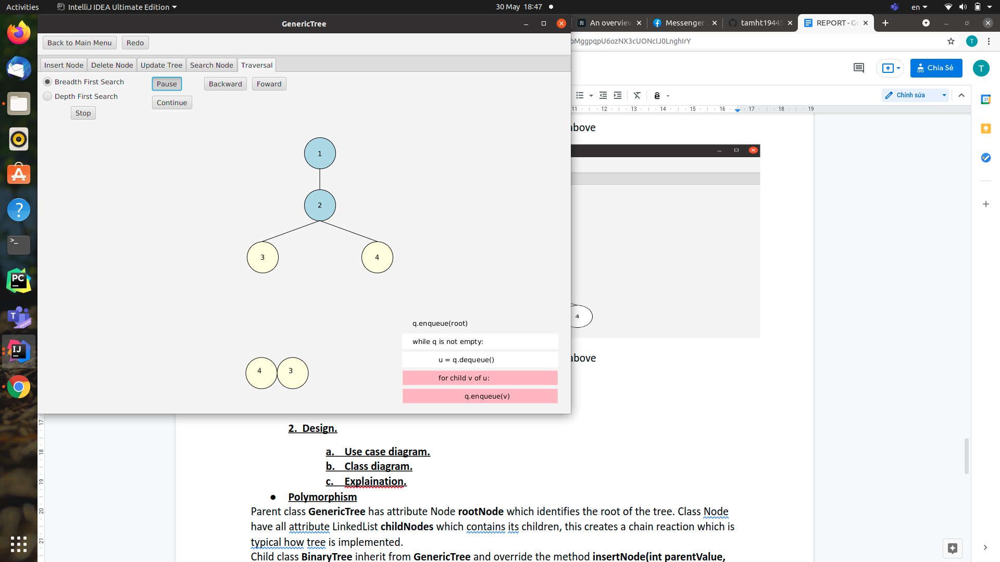 Activities
IntelliJ IDEA Ultimate Edition
30 May 18:47
en
GenericTree
An overview
Messenger
tamht19445
REPORT - Go
Back to Main Menu
Redo
bMggpqpU6ozNX3cUONcIJ0LnghIrY
T
Insert Node
Delete Node
Update Tree
Search Node
Traversal
Chia Sẻ
T
Breadth First Search
Pause
Backward
Foward
Depth First Search
Continue
Stop
Chỉnh sửa
11 12 13 14 15 16 17 18 19
31
above
1
2
3
4
4
q.enqueue(root)
while q is not empty:
u = q.dequeue()
for child v of u:
q.enqueue(v)
4
3
above
PC
T
PREVIEW
IJ
>_
?
17
18
19
20
21
2. Design.
a. Use case diagram.
b. Class diagram.
c. Explaination.
● Polymorphism
Parent class GenericTree has attribute Node rootNode which identifies the root of the tree. Class Node
have all attribute LinkedList childNodes which contains its children, this creates a chain reaction which is
typical how tree is implemented.
Child class BinaryTree inherit from GenericTree and override the method insertNode(int parentValue,